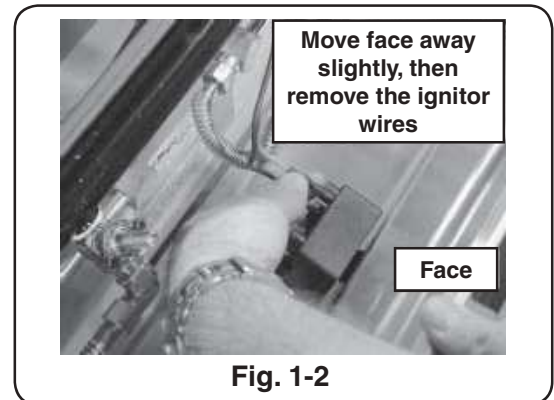 Move face away
slightly, then
remove the ignitor
wires
Face
Fig. 1-2